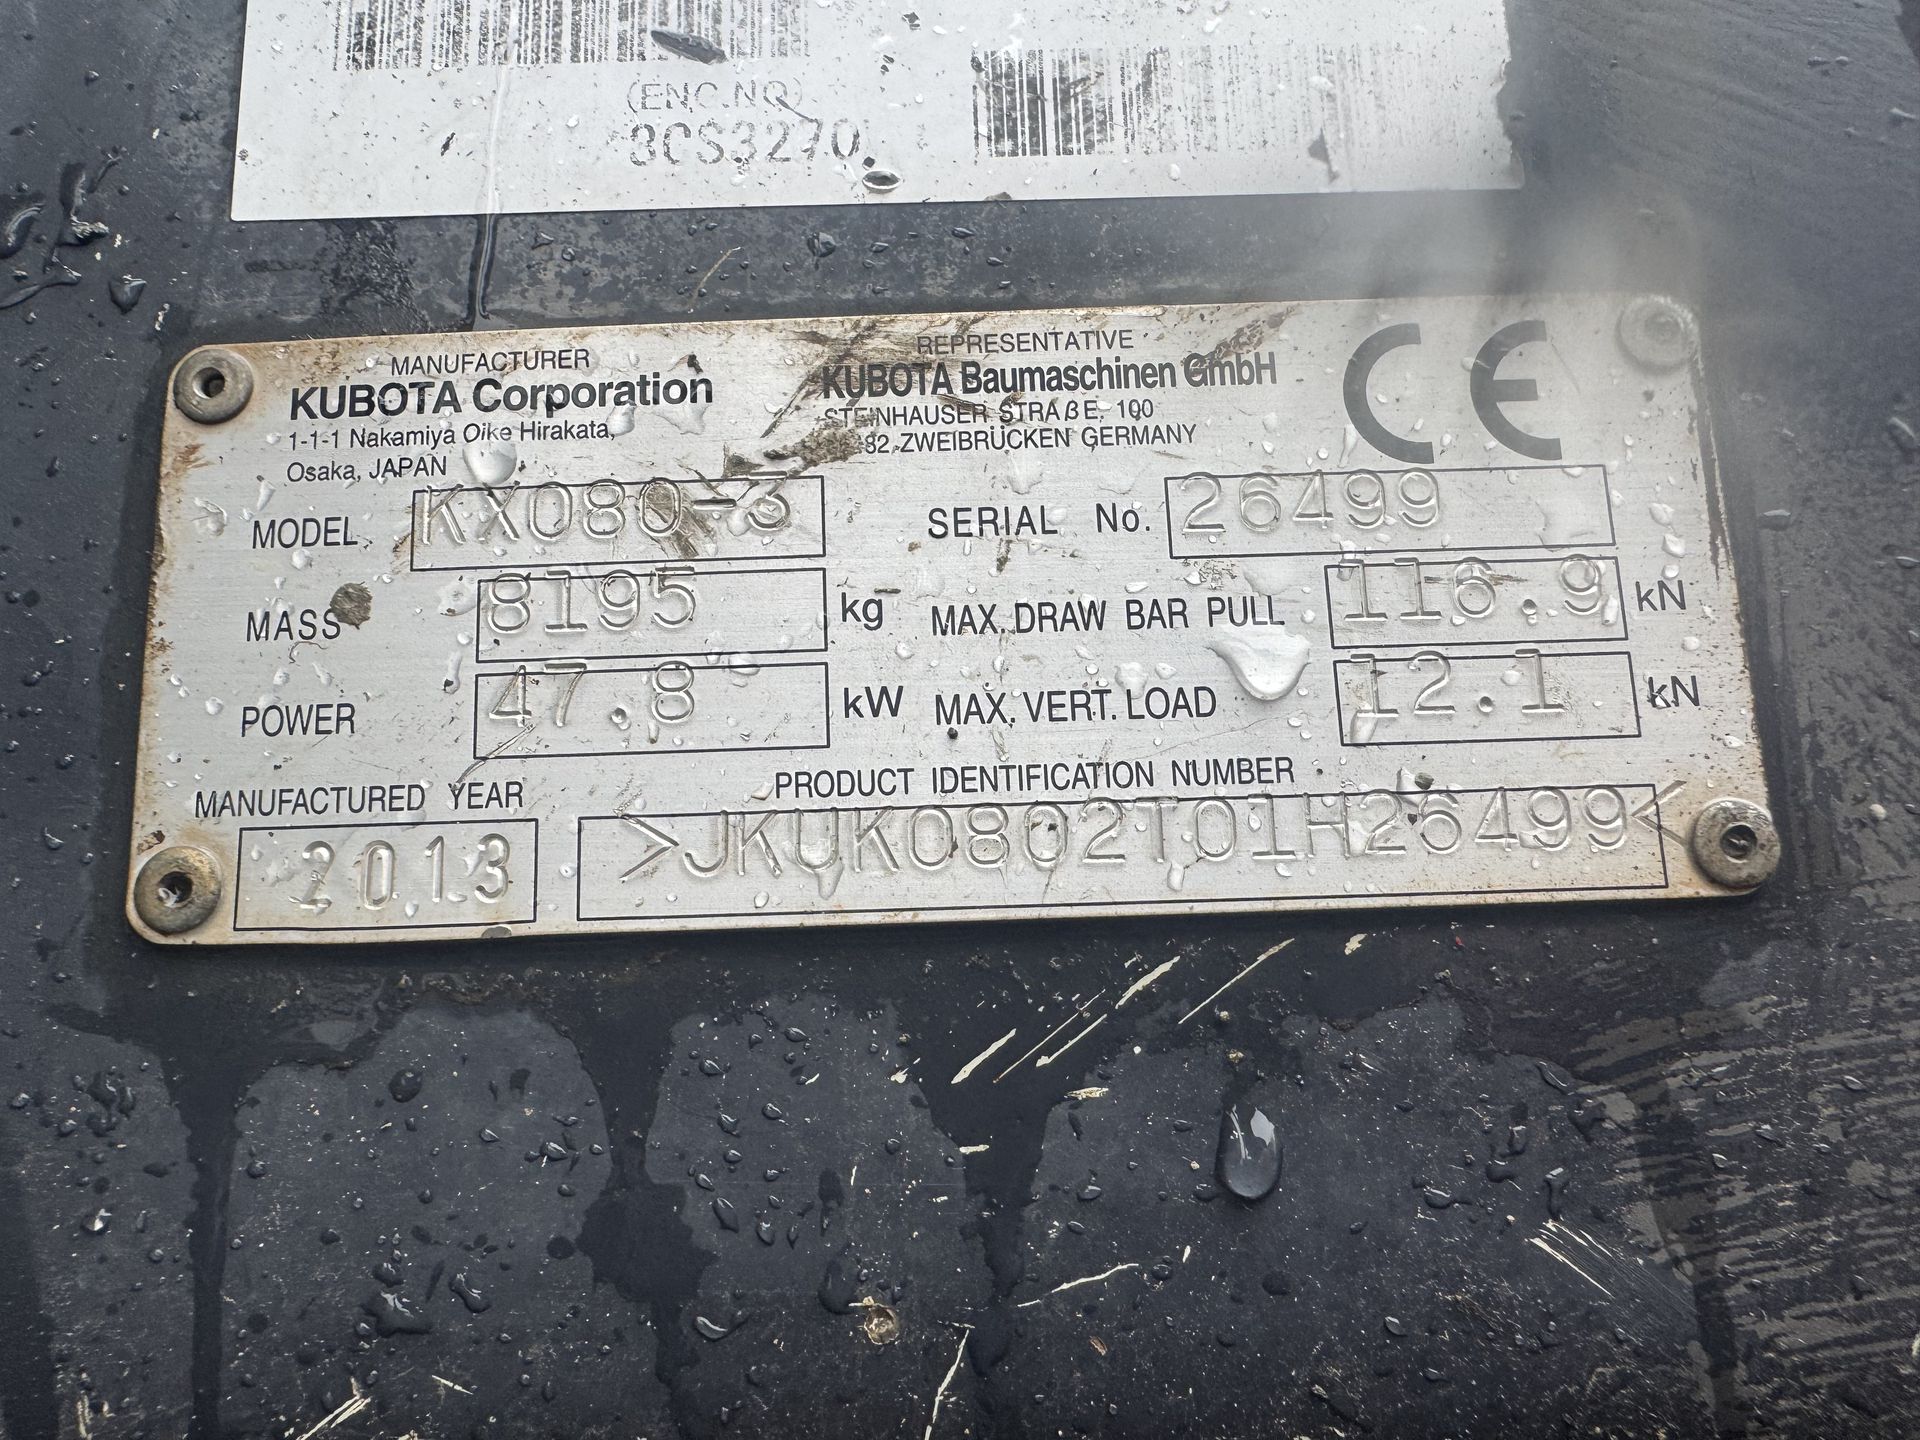 (ENG.NO)
3CS3270
MANUFACTURER
KUBOTA Corporation
1-1-1 Nakamiya Oike Hirakata,
Osaka, JAPAN
REPRESENTATIVE
KUBOTA Baumaschinen GmbH
STEINHAUSER STRAßE 100
82 ZWEIBRÜCKEN GERMANY
CE
MODEL KX080-3
SERIAL No. 26499
MASS 8195 kg
MAX. DRAW BAR PULL 116.9 kN
POWER 47.8 kW
MAX. VERT. LOAD 12.1 kN
MANUFACTURED YEAR
2013
PRODUCT IDENTIFICATION NUMBER
>JKUK0802T01H26499<